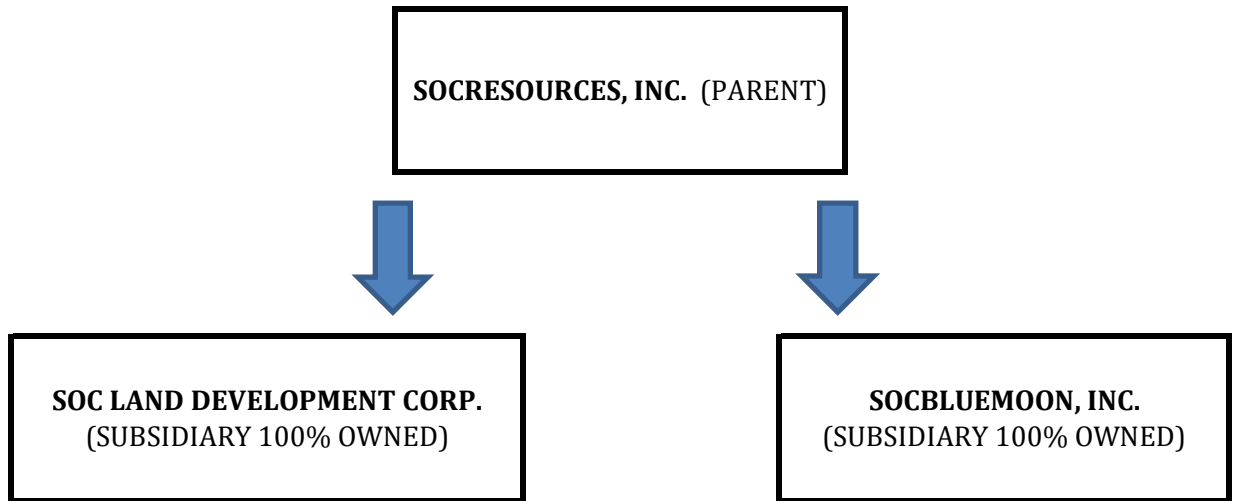 SOCRESOURCES, INC. (PARENT)
SOC LAND DEVELOPMENT CORP.
(SUBSIDIARY 100% OWNED)
SOCBLUEMOON, INC.
(SUBSIDIARY 100% OWNED)